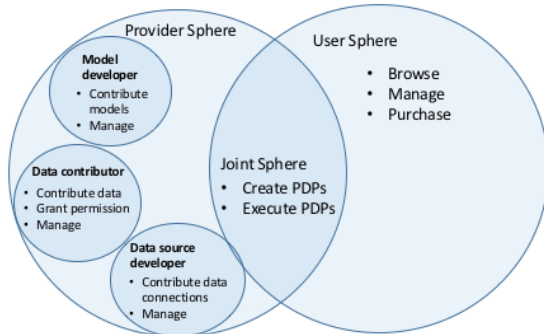 Provider Sphere
Model developer
• Contribute
models
• Manage
Data contributor
• Contribute data
• Grant permission
• Manage
Data source
developer
• Contribute data
connections
• Manage
Joint Sphere
• Create PDPs
• Execute PDPs
User Sphere
• Browse
• Manage
• Purchase